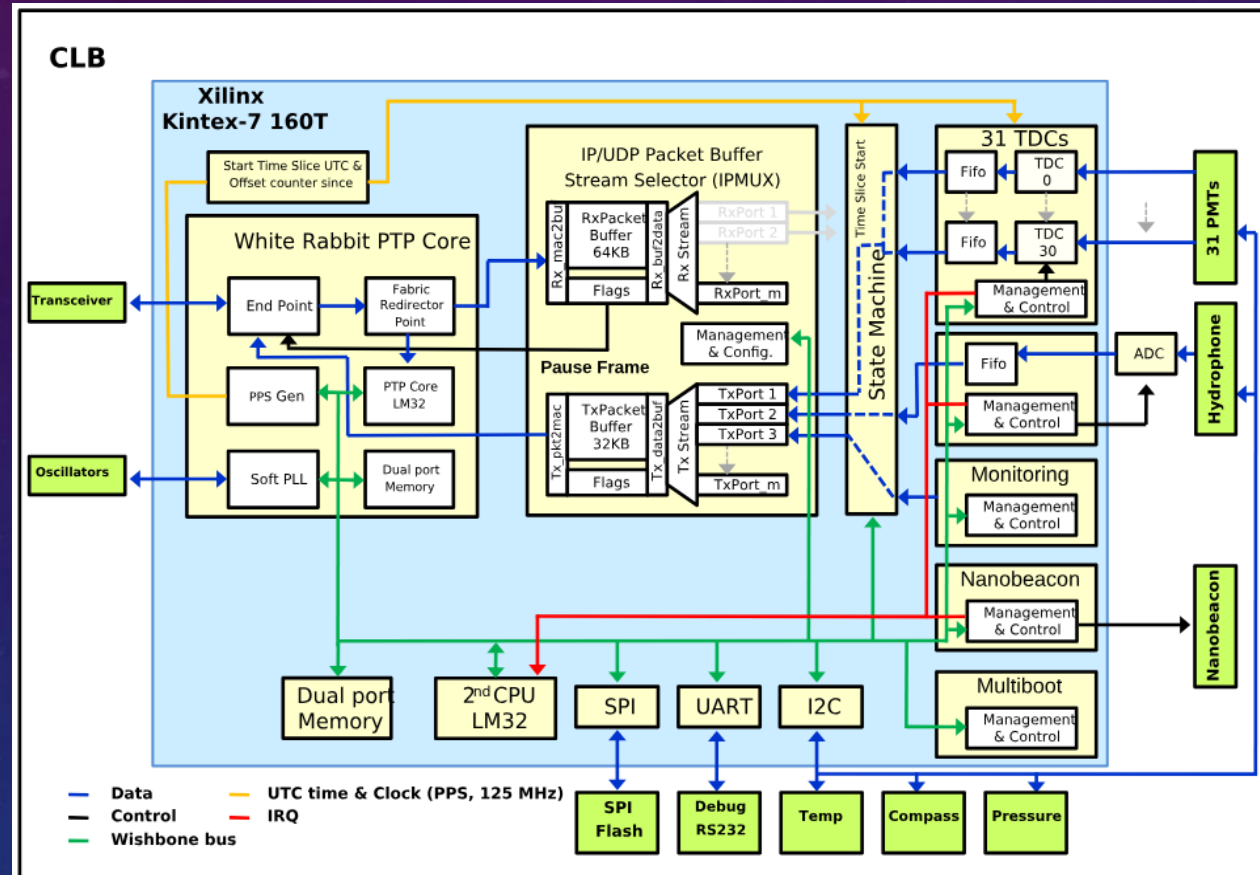 CLB
Xilinx
Kintex-7 160T
Start Time Slice UTC &
Offset counter since
White Rabbit PTP Core
End Point
Fabric
Redirector
Point
PPS Gen
PTP Core
LM32
Soft PLL
Dual port
Memory
Transceiver
Oscillators
IP/UDP Packet Buffer
Stream Selector (IPMUX)
Rx_mac2buf
RxPacket
Buffer
64KB
Flags
Rx_buf2data
Rx Stream
RxPort 1
RxPort 2
RxPort_m
Management
& Config.
Pause Frame
Tx_pkt2mac
TxPacket
Buffer
32KB
Flags
Tx_data2buf
Tx Stream
TxPort 1
TxPort 2
TxPort 3
TxPort_m
Time Slice Start
State Machine
31 TDCs
Fifo
TDC
0
Fifo
TDC
30
Management
& Control
Fifo
Management
& Control
ADC
Monitoring
Management
& Control
Nanobeacon
Management
& Control
Multiboot
Management
& Control
31 PMTs
Hydrophone
Nanobeacon
Dual port
Memory
2nd CPU
LM32
SPI
UART
I2C
SPI
Flash
Debug
RS232
Temp
Compass
Pressure
Data
Control
Wishbone bus
UTC time & Clock (PPS, 125 MHz)
IRQ